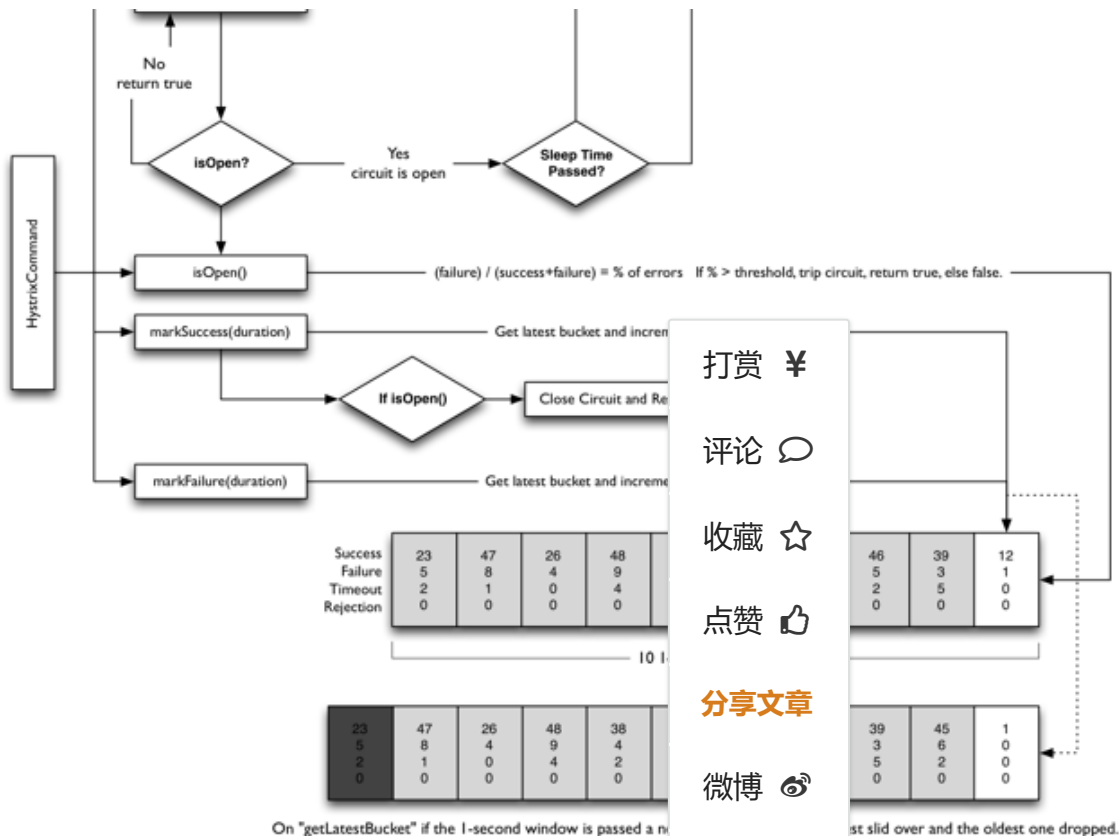 No
return true
isOpen?
Yes
circuit is open
Sleep Time
Passed?
HystrixCommand
isOpen()
(failure) / (success+failure) = % of errors If % > threshold, trip circuit, return true, else false.
markSuccess(duration)
Get latest bucket and increm
If isOpen()
Close Circuit and Re
markFailure(duration)
Get latest bucket and increme
打赏 ¥
评论
收藏
点赞
分享文章
微博
Success 23 47 26 48 46 39 12
Failure 5 8 4 9 5 3 1
Timeout 2 1 0 4 2 5 0
Rejection 0 0 0 0 0 0 0
10 1
23 47 26 48 38 39 45 1
5 8 4 9 4 3 6 0
2 1 0 4 2 5 2 0
0 0 0 0 0 0 0 0
On "getLatestBucket" if the 1-second window is passed a n st slid over and the oldest one dropped.